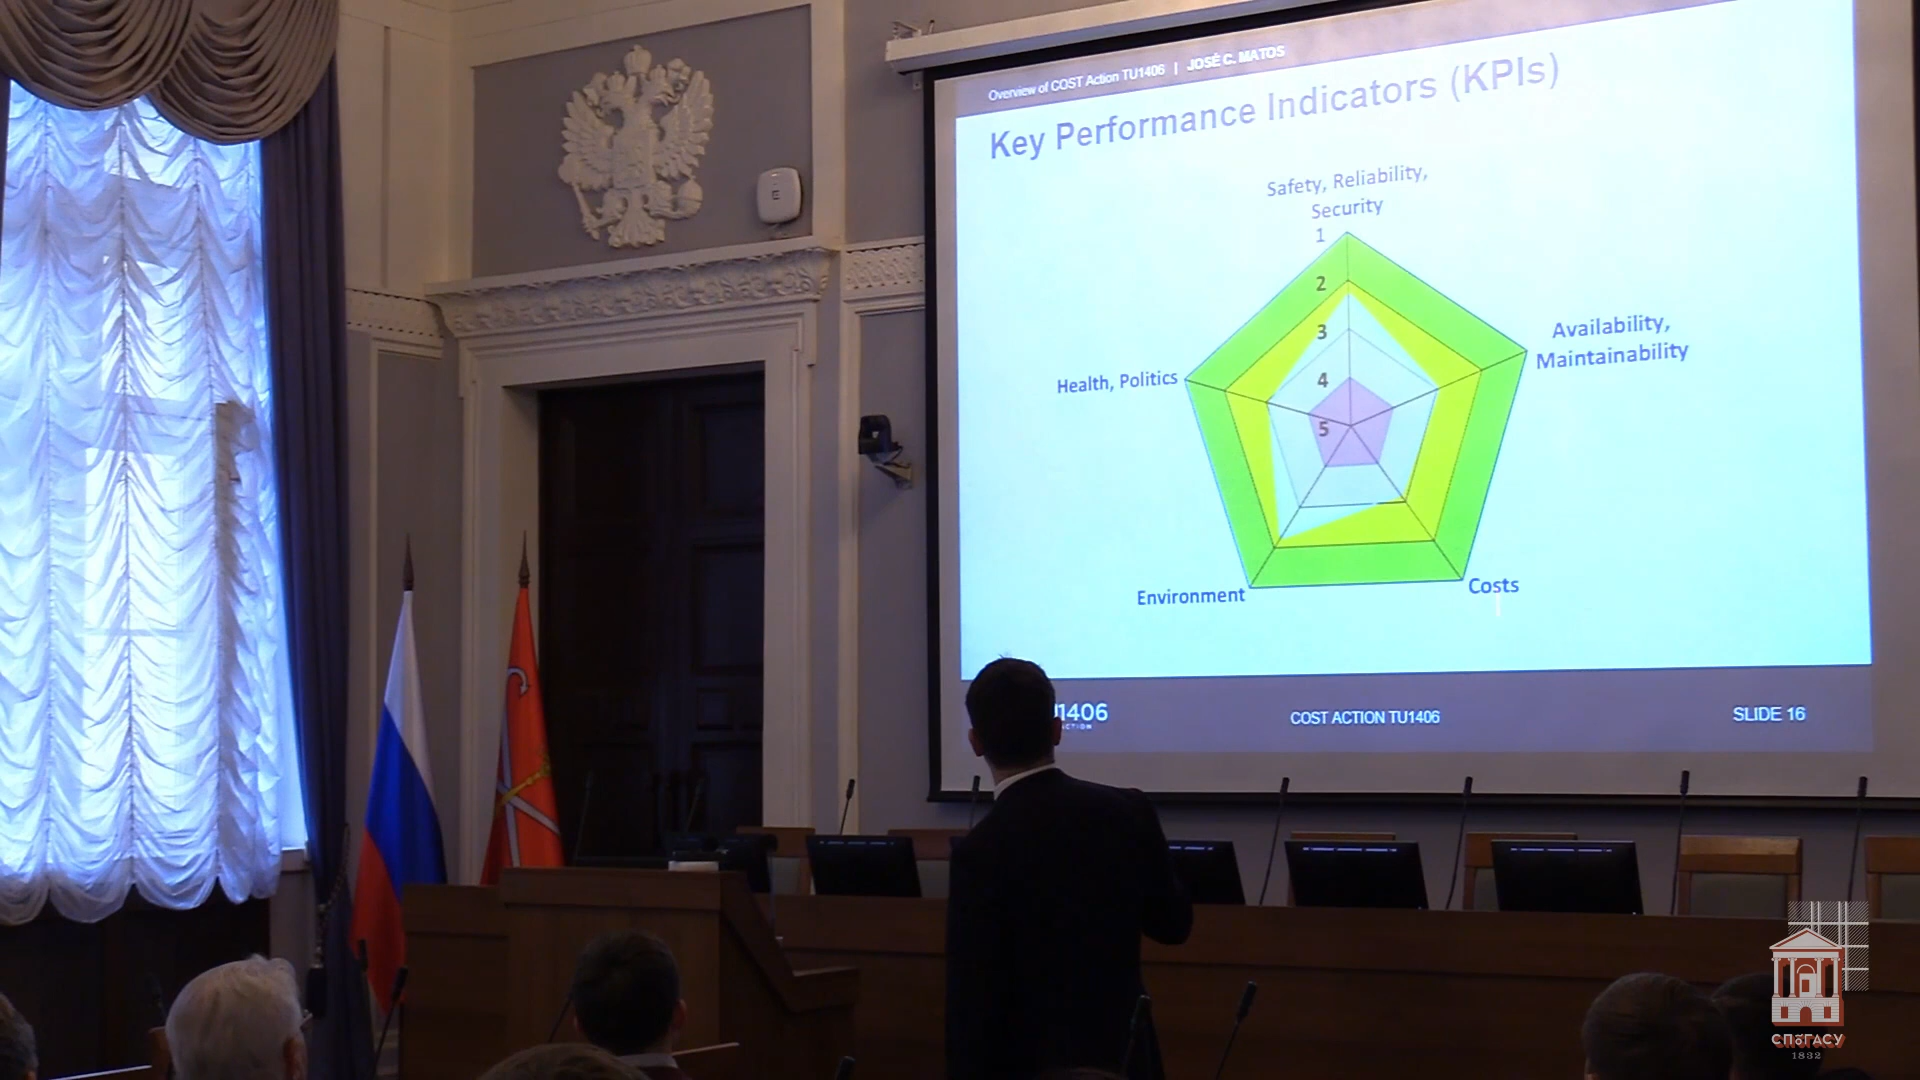 Overview of COST Action TU1406 | JOSÉ C. MATOS
Key Performance Indicators (KPIs)
Safety, Reliability,
Security
1
2
3
4
5
Availability,
Maintainability
Health, Politics
Environment
Costs
1406
COST ACTION TU1406
SLIDE 16
СПбГАСУ
1832